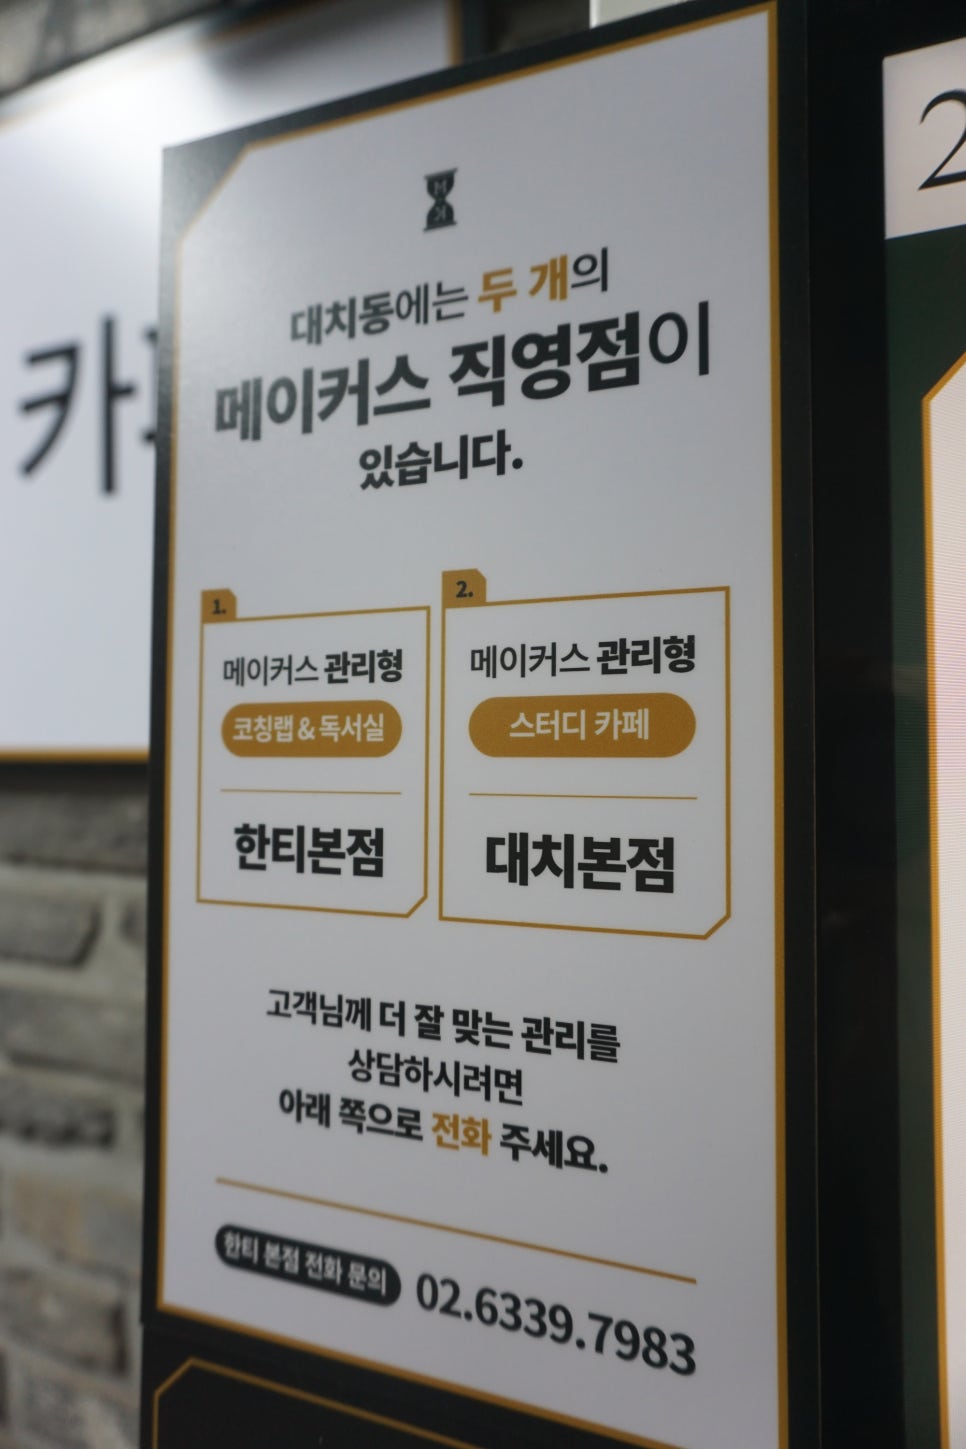 대치동에는 두 개의
메이커스 직영점이
있습니다.
1.
메이커스 관리형
코칭랩 & 독서실
한티본점
2.
메이커스 관리형
스터디 카페
대치본점
고객님께 더 잘 맞는 관리를
상담하시려면
아래 쪽으로 전화 주세요.
한티 본점 전화 문의 02.6339.7983
카
2